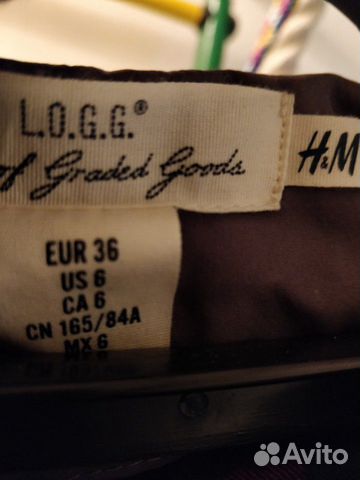 L.O.G.G.®
of Graded Goods
H&M
EUR 36
US 6
CA 6
CN 165/84A
MX 6
Avito